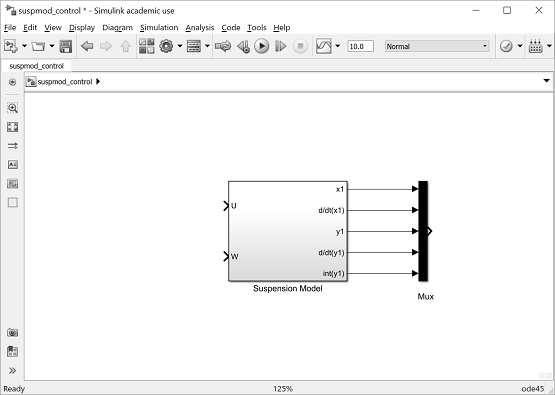 suspmod_control * - Simulink academic use
File Edit View Display Diagram Simulation Analysis Code Tools Help
10.0 Normal
suspmod_control
suspmod_control
x1
U
d/dt(x1)
y1
W
d/dt(y1)
int(y1)
Suspension Model
Mux
Ready 125% ode45